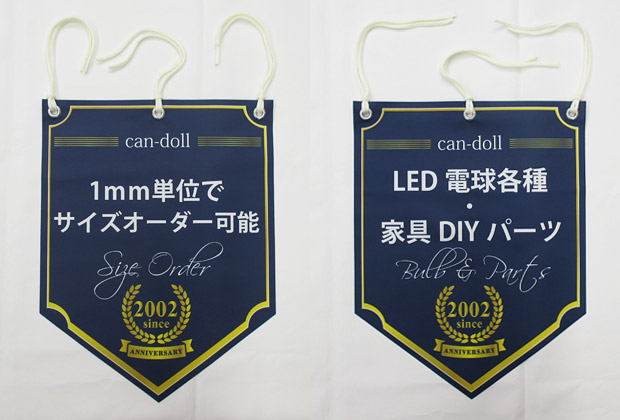 can-doll
1mm単位で
サイズオーダー可能
Size Order
2002
since
ANNIVERSARY
can-doll
LED 電球各種
・
家具 DIY パーツ
Bulb & Parts
2002
since
ANNIVERSARY